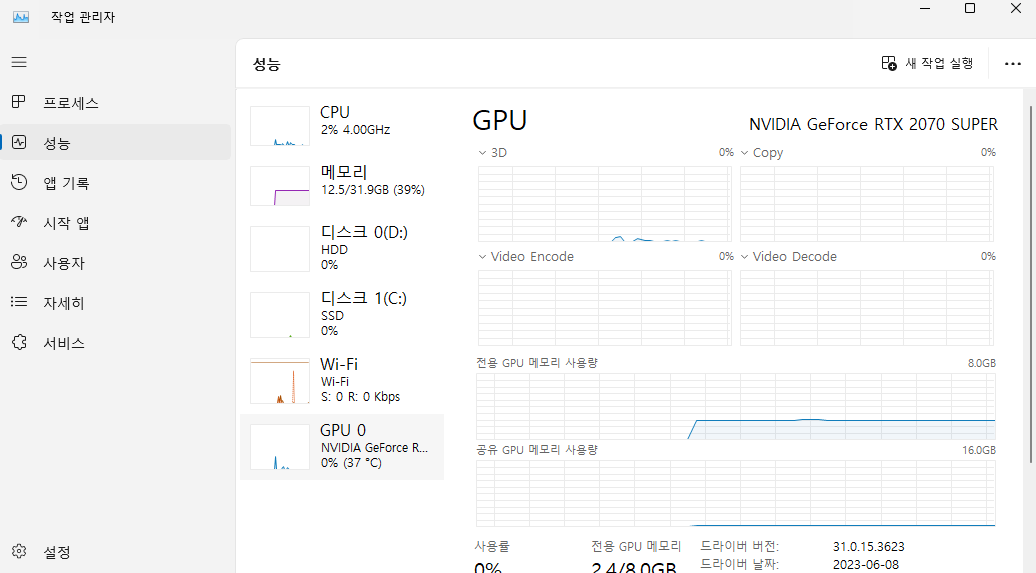 작업 관리자
성능
새 작업 실행
프로세스
성능
앱 기록
시작 앱
사용자
자세히
서비스
설정
CPU
2% 4.00GHz
메모리
12.5/31.9GB (39%)
디스크 0(D:)
HDD
0%
디스크 1(C:)
SSD
0%
Wi-Fi
Wi-Fi
S: 0 R: 0 Kbps
GPU 0
NVIDIA GeForce R...
0% (37 °C)
GPU NVIDIA GeForce RTX 2070 SUPER
3D 0% Copy 0%
Video Encode 0% Video Decode 0%
전용 GPU 메모리 사용량 8.0GB
공유 GPU 메모리 사용량 16.0GB
사용률 전용 GPU 메모리 드라이버 버전: 31.0.15.3623
0% 2.4/8.0GB 드라이버 날짜: 2023-06-08